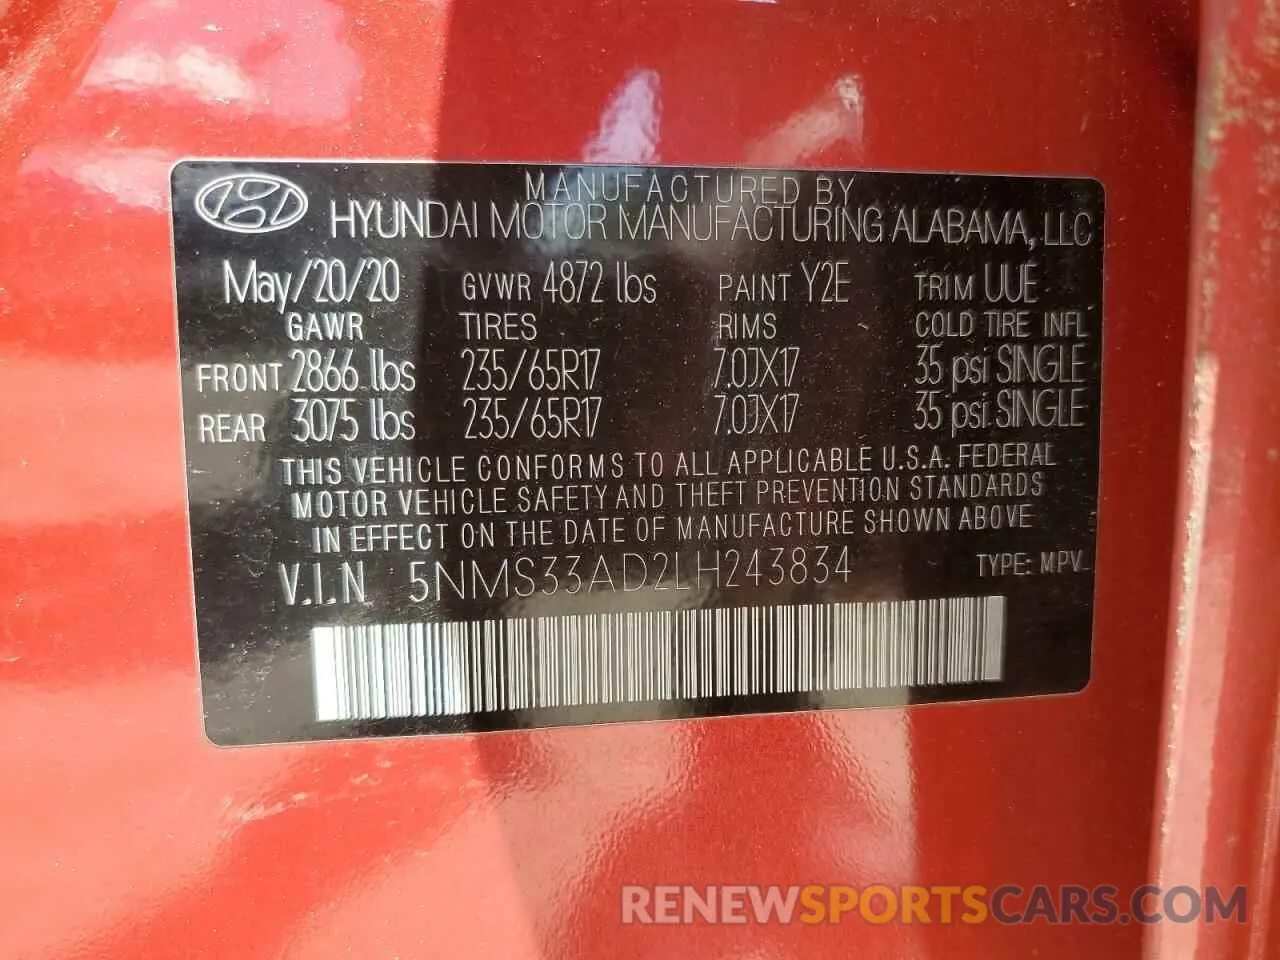 MANUFACTURED BY
HYUNDAI MOTOR MANUFACTURING ALABAMA, LLC
May/20/20 GVWR 4872 lbs PAINT Y2E TRIM UUE
GAWR TIRES RIMS COLD TIRE INFL
FRONT 2866 lbs 235/65R17 7.0JX17 35 psi SINGLE
REAR 3075 lbs 235/65R17 7.0JX17 35 psi SINGLE
THIS VEHICLE CONFORMS TO ALL APPLICABLE U.S.A. FEDERAL
MOTOR VEHICLE SAFETY AND THEFT PREVENTION STANDARDS
IN EFFECT ON THE DATE OF MANUFACTURE SHOWN ABOVE
V.I.N 5NMS33AD2LH243834 TYPE: MPV
RENEWSPORTSCARS.COM